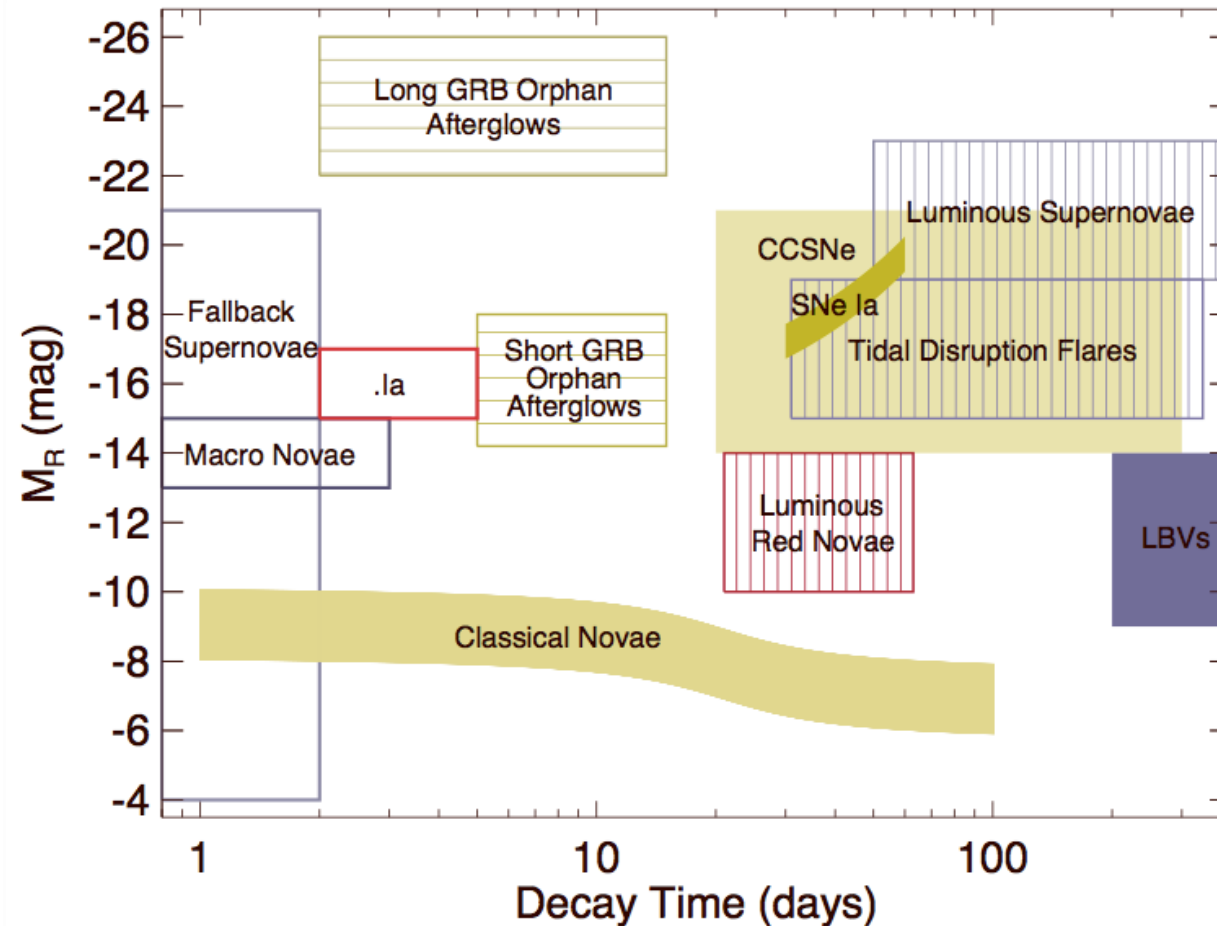 -26
-24
-22
-20
-18
-16
-14
-12
-10
-8
-6
-4
M_R (mag)
Long GRB Orphan
Afterglows
Luminous Supernovae
CCSNe
SNe Ia
Tidal Disruption Flares
Fallback
Supernovae
.Ia
Short GRB
Orphan
Afterglows
Macro Novae
Luminous
Red Novae
LBVs
Classical Novae
1
10
100
Decay Time (days)